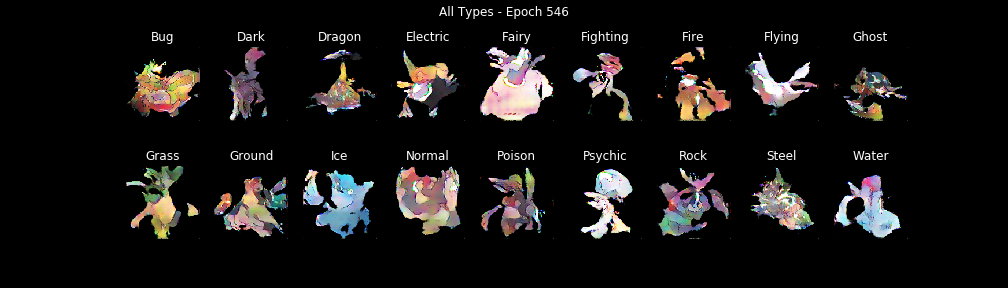 All Types - Epoch 546
Bug Dark Dragon Electric Fairy Fighting Fire Flying Ghost
Grass Ground Ice Normal Poison Psychic Rock Steel Water